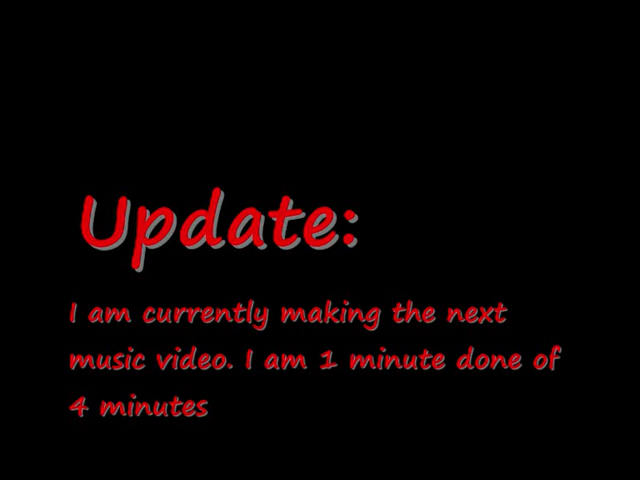 Update:
I am currently making the next
music video. I am 1 minute done of
4 minutes